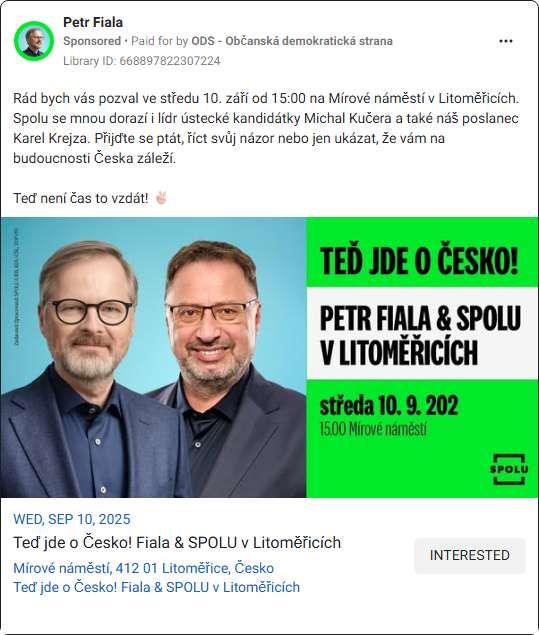 Petr Fiala
Sponsored • Paid for by ODS - Občanská demokratická strana
Library ID: 668897822307224
Rád bych vás pozval ve středu 10. září od 15:00 na Mírové náměstí v Litoměřicích.
Spolu se mnou dorazí i lídr ústecké kandidátky Michal Kučera a také náš poslanec
Karel Krejza. Přijďte se ptát, říct svůj názor nebo jen ukázat, že vám na
budoucnosti Česka záleží.
Teď není čas to vzdát! ✌🏻
TEĎ JDE O ČESKO!
PETR FIALA & SPOLU
V LITOMĚŘICÍCH
středa 10. 9. 202
15.00 Mírové náměstí
SPOLU
WED, SEP 10, 2025
Teď jde o Česko! Fiala & SPOLU v Litoměřicích
Mírové náměstí, 412 01 Litoměřice, Česko
Teď jde o Česko! Fiala & SPOLU v Litoměřicích
INTERESTED